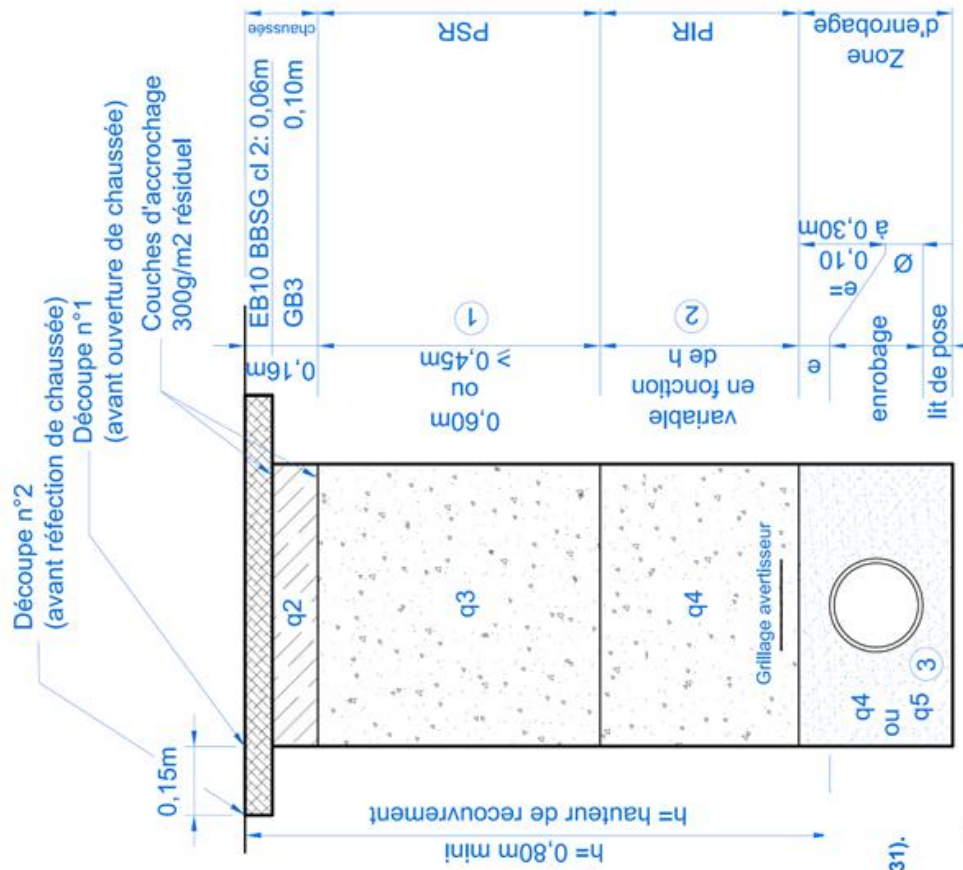 Découpe n°2
(avant réfection de chaussée)
Découpe n°1
(avant ouverture de chaussée)
Couches d'accrochage
300g/m2 résiduel
0,15m
EB10 BBSG cl 2: 0,06m
GB3 0,10m
0,16m
chaussée
q2
q3
q4
Grillage avertisseur
q4
ou
q5
3
0,60m
ou
> 0,45m
1
PSR
variable
en fonction
de h
2
PIR
e
e=
0,10
à 0,30m
Ø
enrobage
lit de pose
Zone
d'enrobage
h= 0,80m mini
h= hauteur de recouvrement
31).